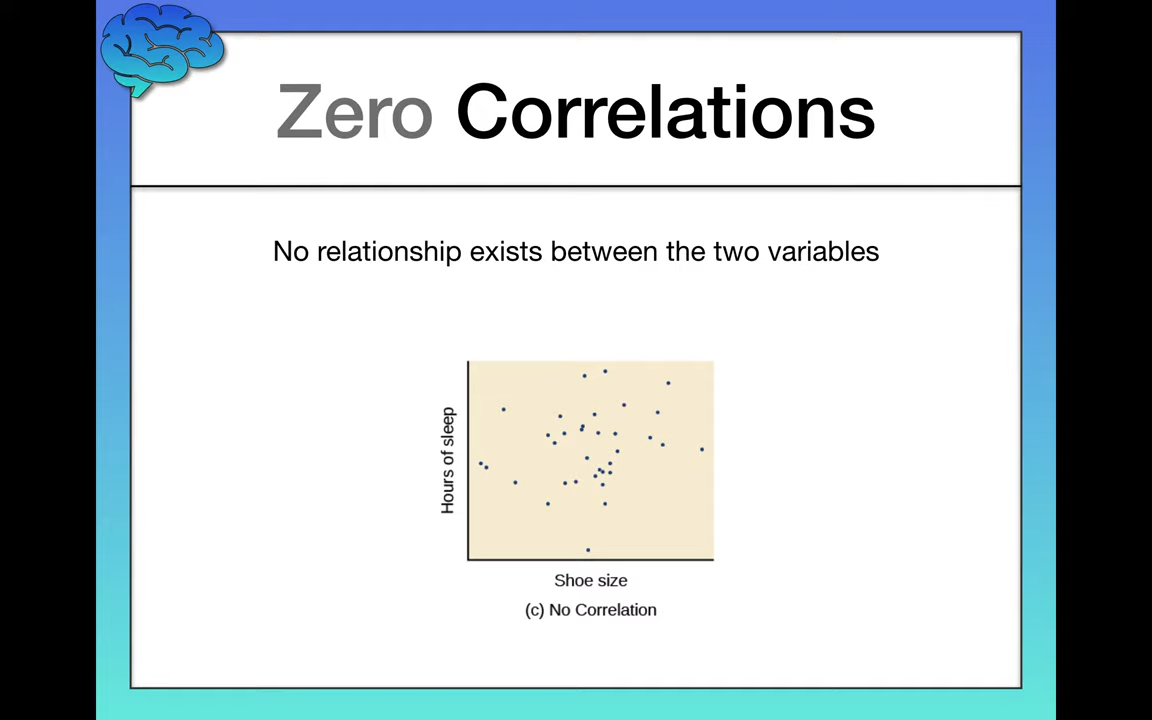 Zero Correlations
No relationship exists between the two variables
Hours of sleep
Shoe size
(c) No Correlation